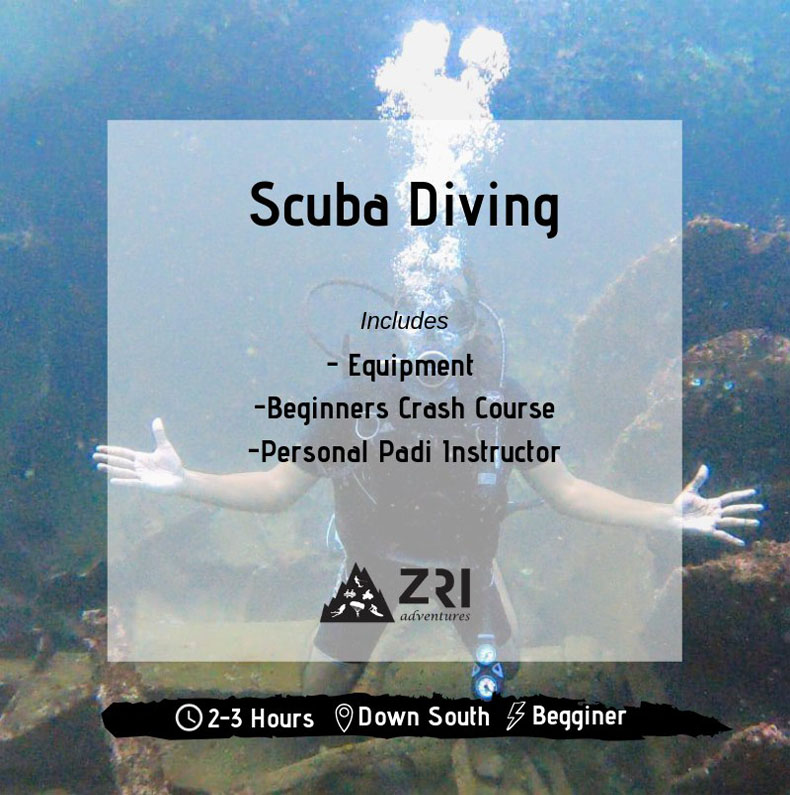 Scuba Diving
Includes
- Equipment
-Beginners Crash Course
-Personal Padi Instructor
ZRI
adventures
2-3 Hours Down South Begginer